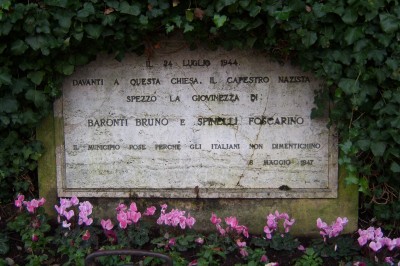 IL 24 LUGLIO 1944
DAVANTI A QUESTA CHIESA, IL CAPESTRO NAZISTA
SPEZZÒ LA GIOVINEZZA DI
BARONTI BRUNO E SPINELLI FOSCARINO
IL MUNICIPIO POSE PERCHÈ GLI ITALIANI NON DIMENTICHINO
8 MAGGIO 1947